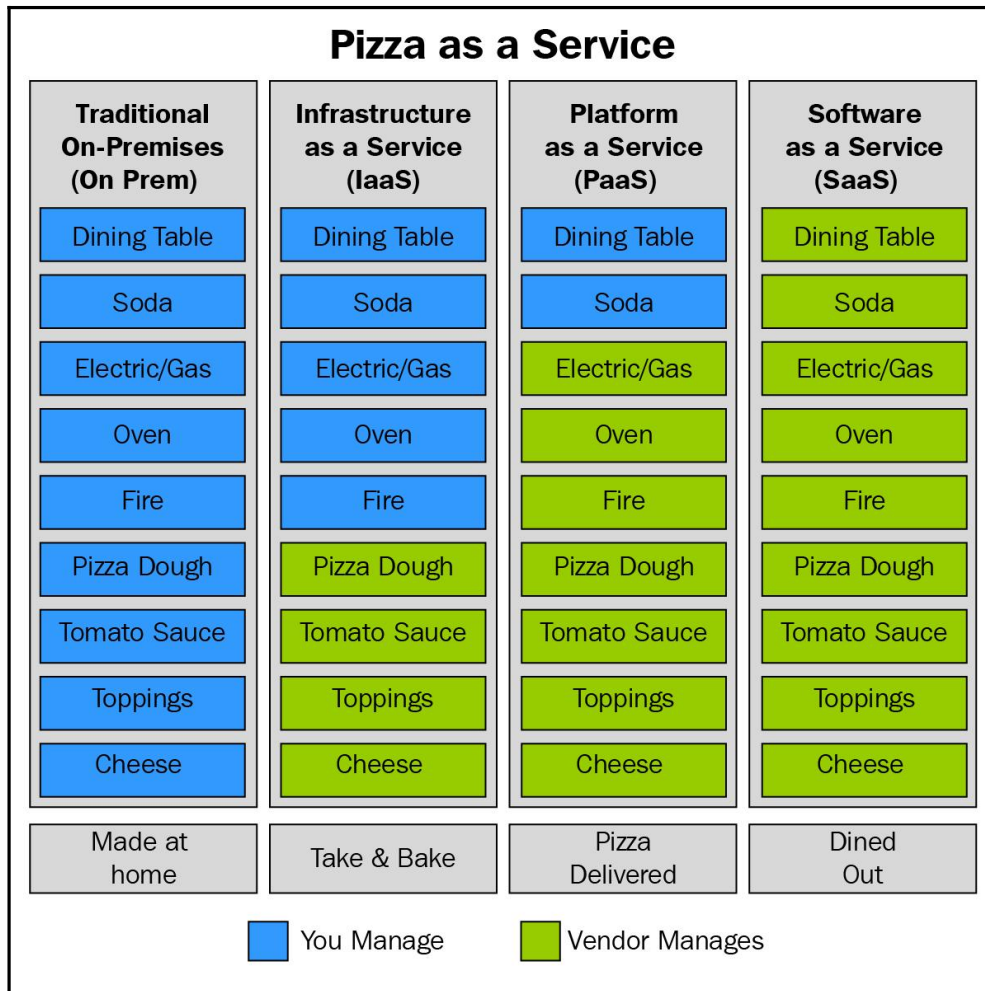 Pizza as a Service
Traditional
On-Premises
(On Prem)
Dining Table
Soda
Electric/Gas
Oven
Fire
Pizza Dough
Tomato Sauce
Toppings
Cheese
Made at
home
Infrastructure
as a Service
(IaaS)
Dining Table
Soda
Electric/Gas
Oven
Fire
Pizza Dough
Tomato Sauce
Toppings
Cheese
Take & Bake
Platform
as a Service
(PaaS)
Dining Table
Soda
Electric/Gas
Oven
Fire
Pizza Dough
Tomato Sauce
Toppings
Cheese
Pizza
Delivered
Software
as a Service
(SaaS)
Dining Table
Soda
Electric/Gas
Oven
Fire
Pizza Dough
Tomato Sauce
Toppings
Cheese
Dined
Out
You Manage
Vendor Manages